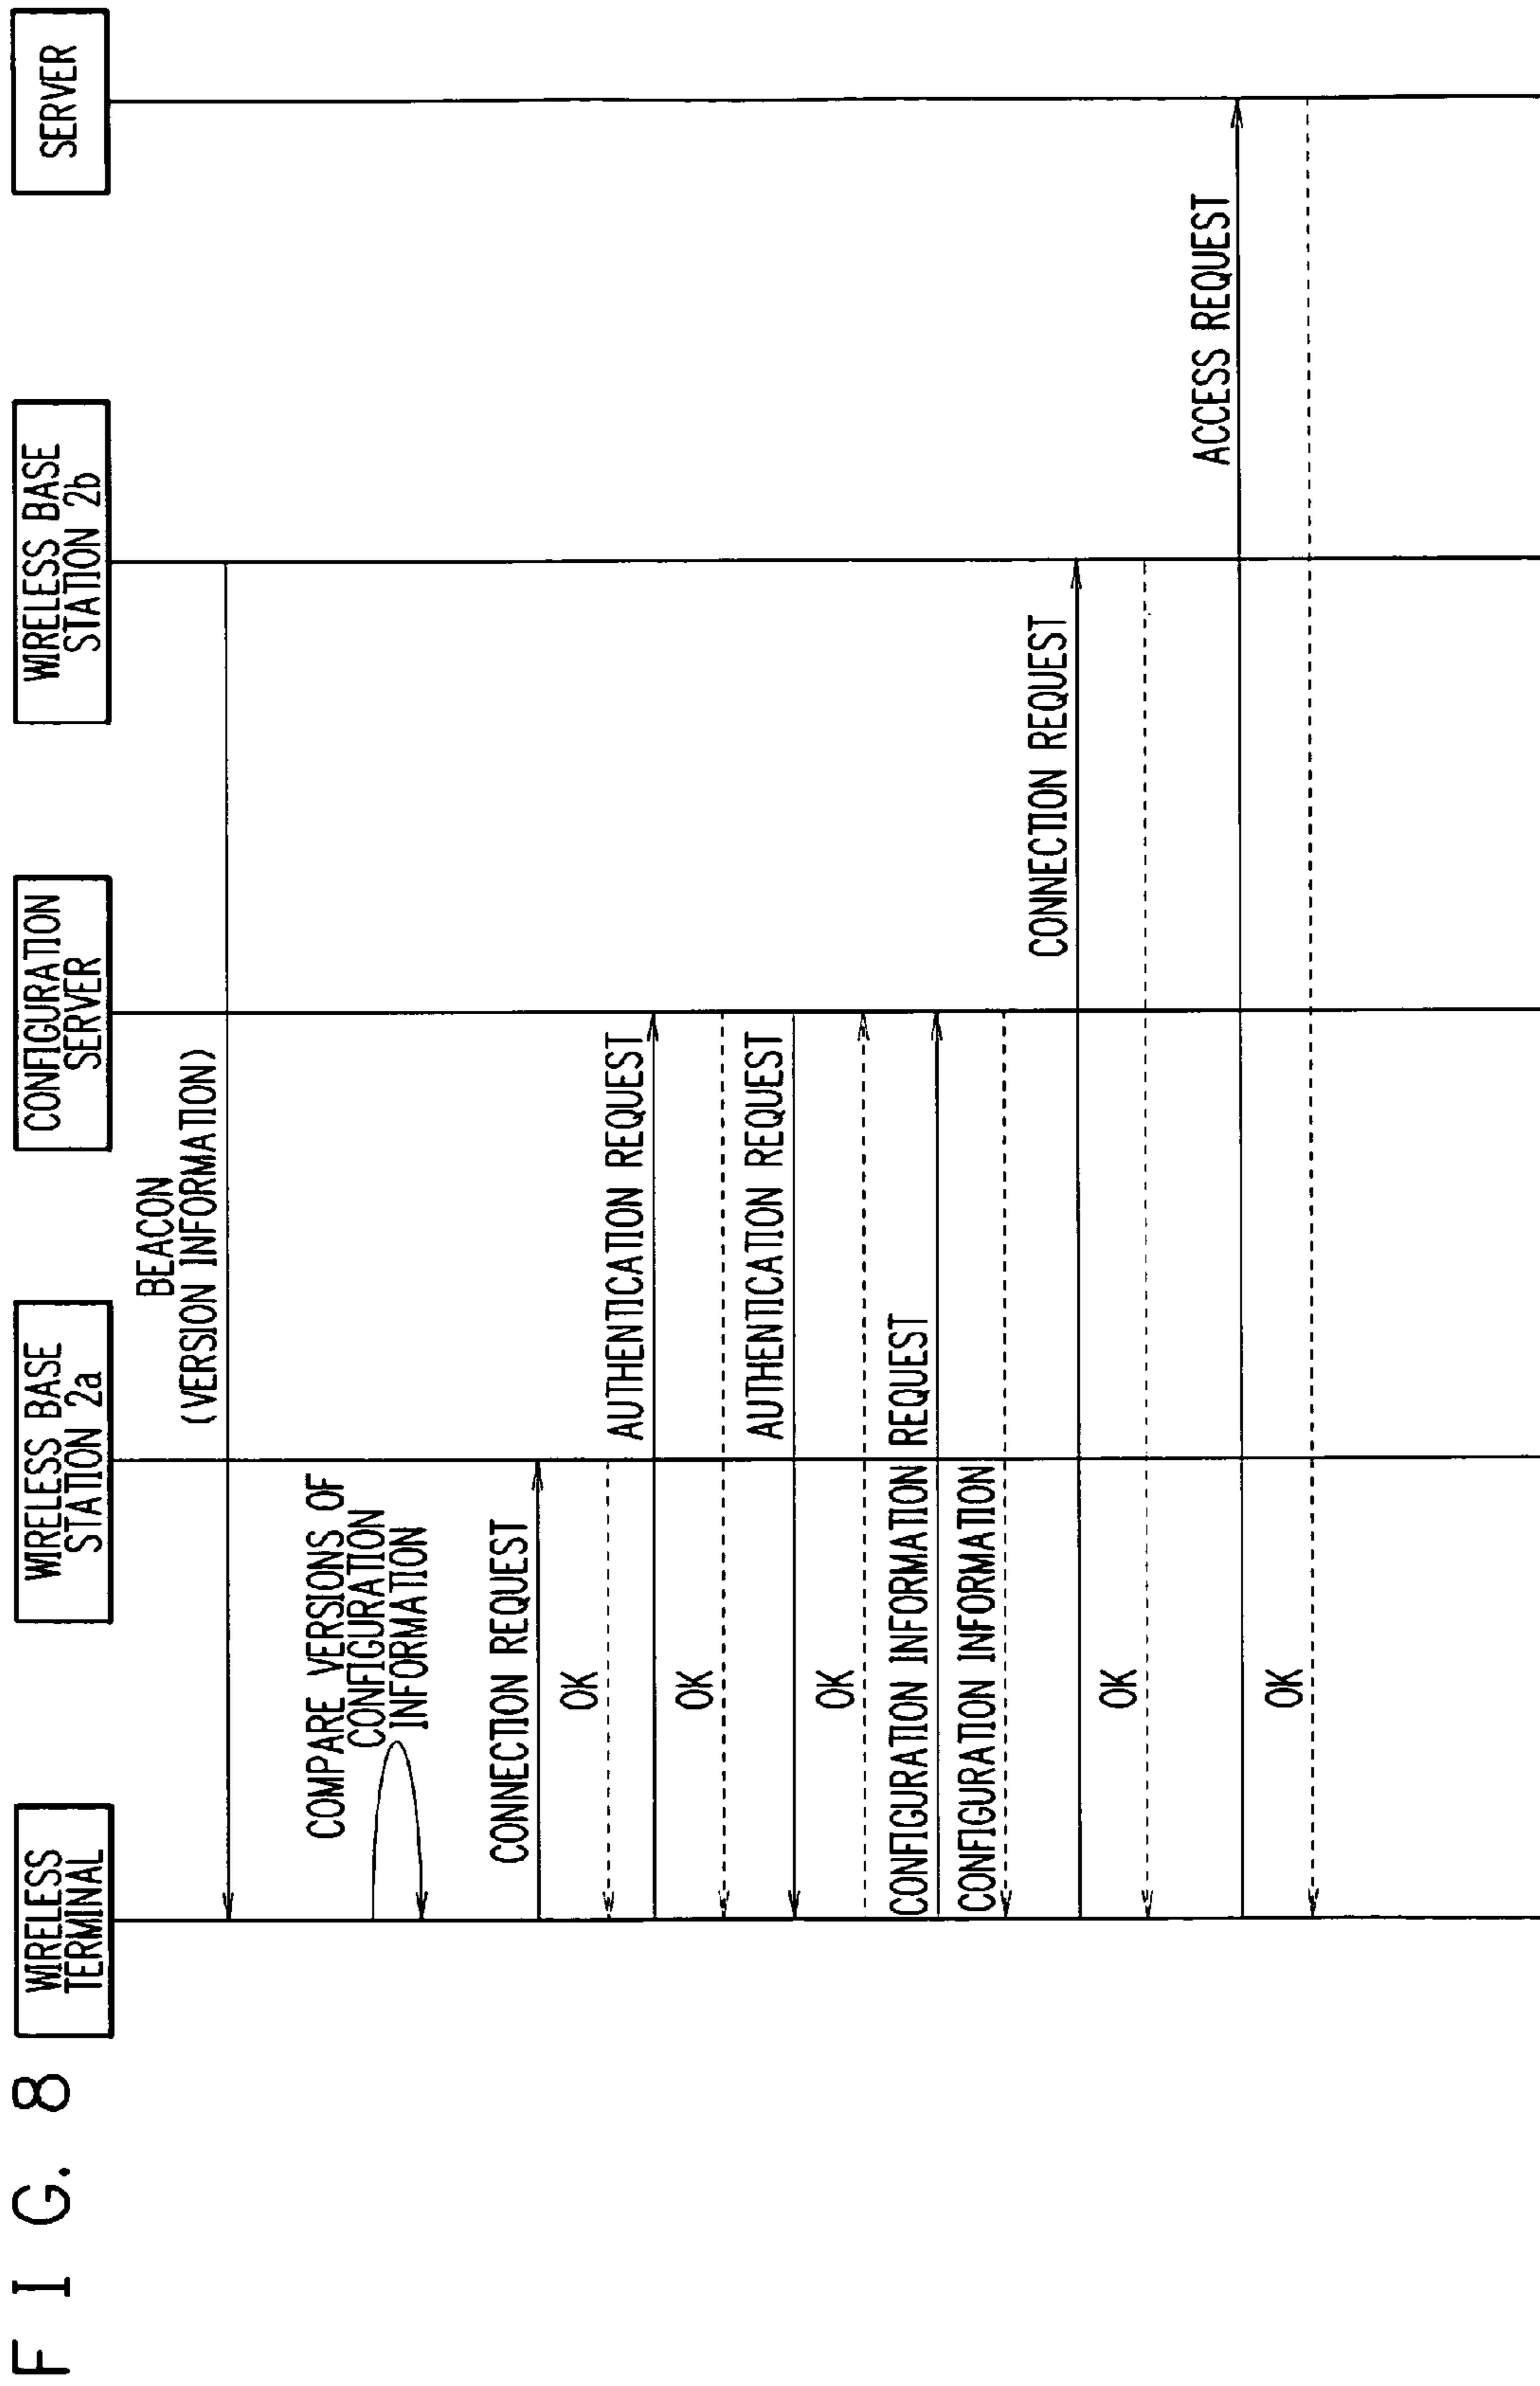 F I G. 8
WIRELESS
TERMINAL
WIRELESS BASE
STATION 2a
CONFIGURATION
SERVER
WIRELESS BASE
STATION 2b
SERVER
BEACON
(VERSION INFORMATION)
COMPARE VERSIONS OF
CONFIGURATION
INFORMATION
CONNECTION REQUEST
OK
AUTHENTICATION REQUEST
OK
AUTHENTICATION REQUEST
OK
CONFIGURATION INFORMATION REQUEST
CONFIGURATION INFORMATION
CONNECTION REQUEST
OK
ACCESS REQUEST
OK